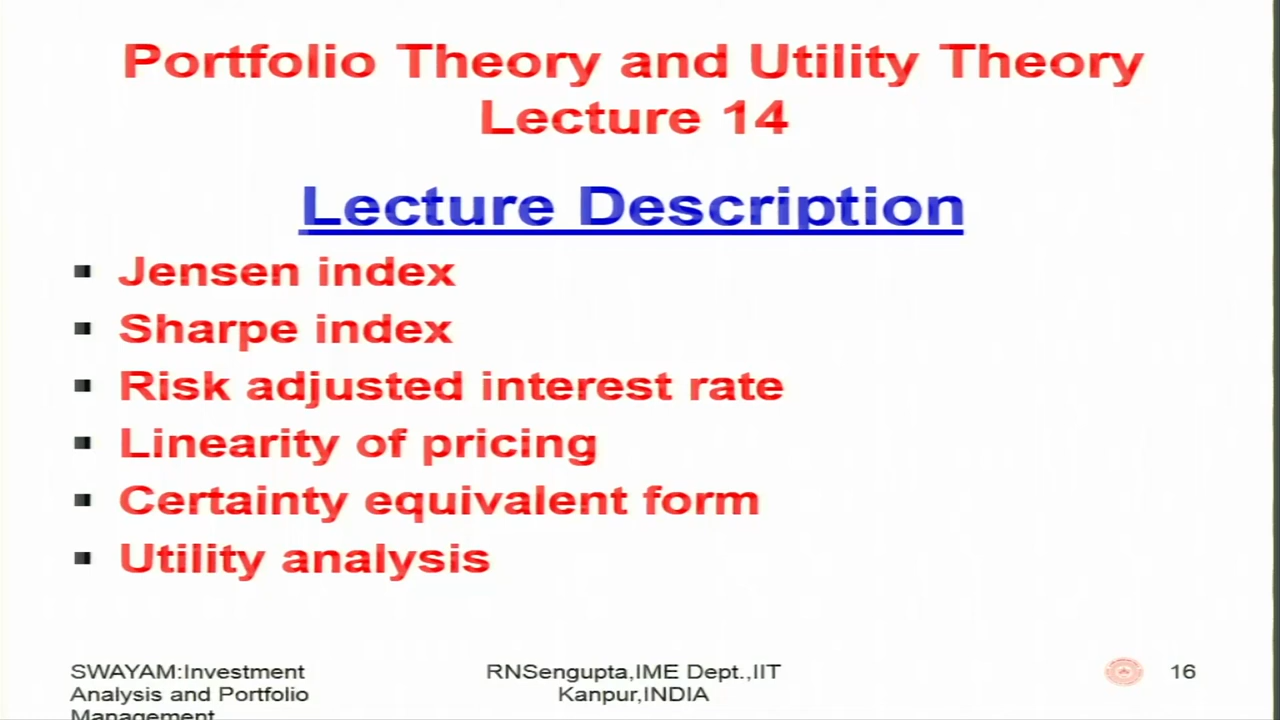 Portfolio Theory and Utility Theory
Lecture 14
Lecture Description
Jensen index
Sharpe index
Risk adjusted interest rate
Linearity of pricing
Certainty equivalent form
Utility analysis
SWAYAM:Investment
Analysis and Portfolio
Management
RNSengupta,IME Dept.,IIT
Kanpur,INDIA
16